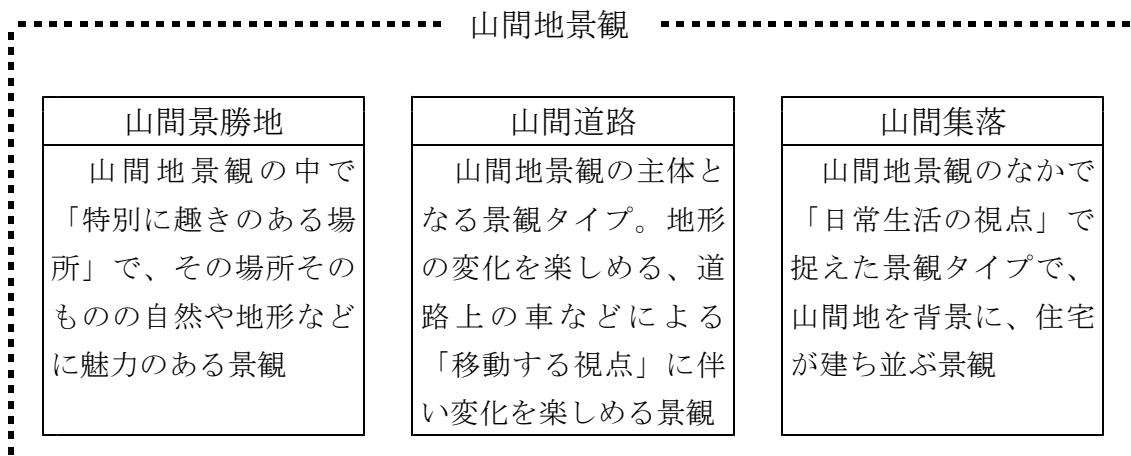 山間地景観
山間景勝地
山間地景観の中で
「特別に趣きのある場
所」で、その場所その
ものの自然や地形など
に魅力のある景観
山間道路
山間地景観の主体と
なる景観タイプ。地形
の変化を楽しめる、道
路上の車などによる
「移動する視点」に伴
い変化を楽しめる景観
山間集落
山間地景観のなかで
「日常生活の視点」で
捉えた景観タイプで、
山間地を背景に、住宅
が建ち並ぶ景観